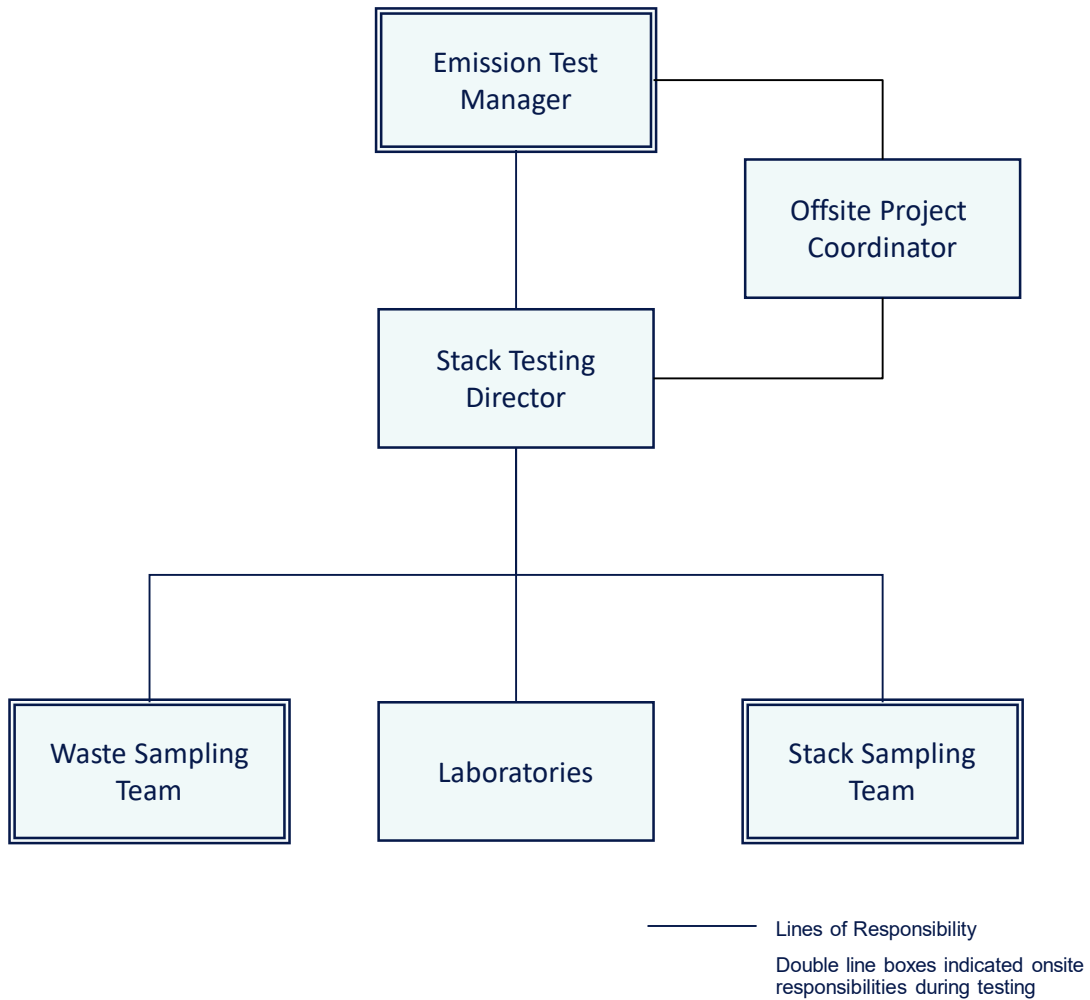 Emission Test
Manager
Offsite Project
Coordinator
Stack Testing
Director
Waste Sampling
Team
Laboratories
Stack Sampling
Team
Lines of Responsibility
Double line boxes indicated onsite
responsibilities during testing